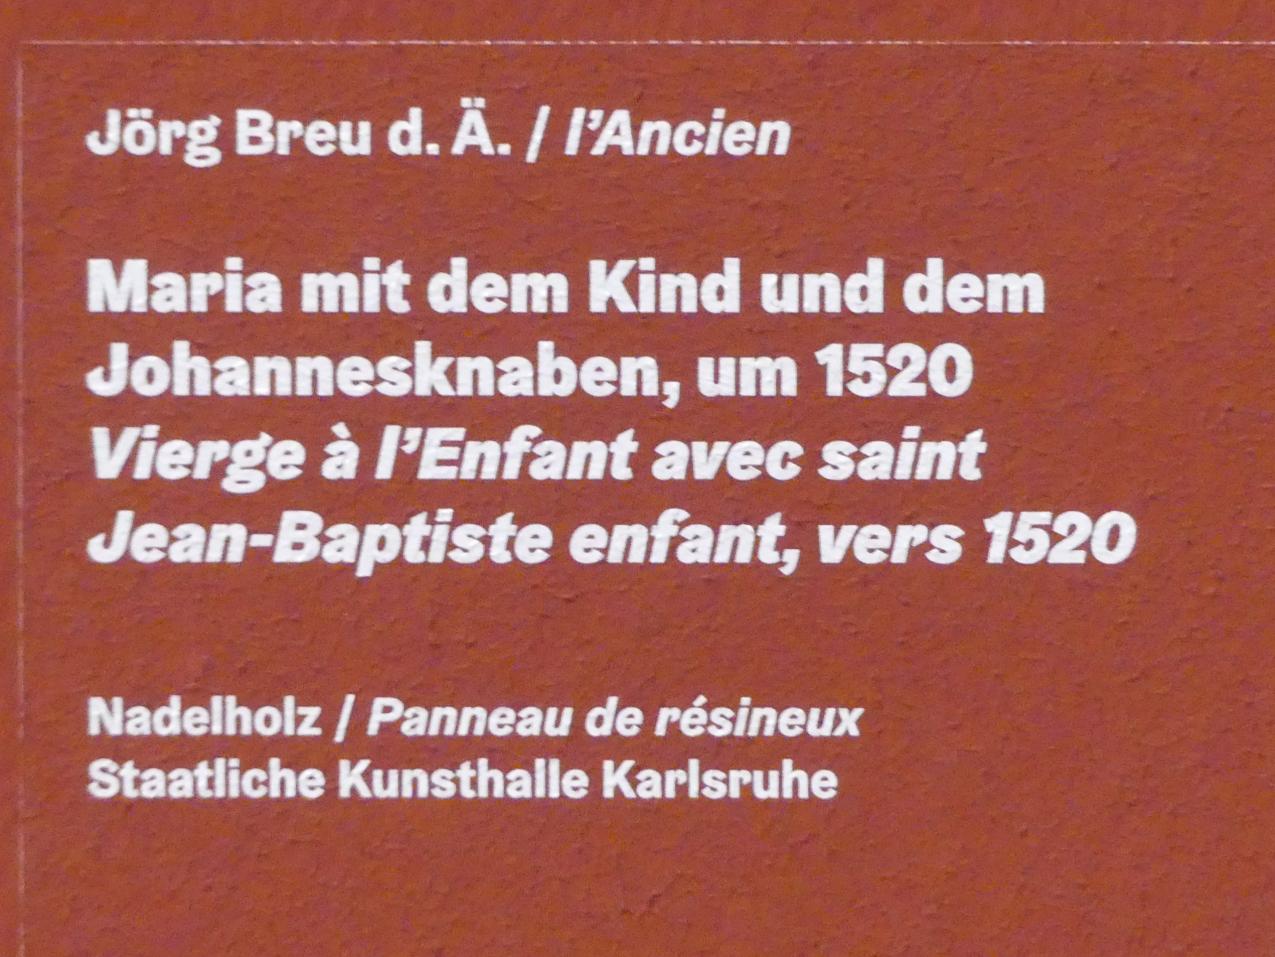 Jörg Breu d. Ä. / l’Ancien
Maria mit dem Kind und dem
Johannesknaben, um 1520
Vierge à l’Enfant avec saint
Jean-Baptiste enfant, vers 1520
Nadelholz / Panneau de résineux
Staatliche Kunsthalle Karlsruhe